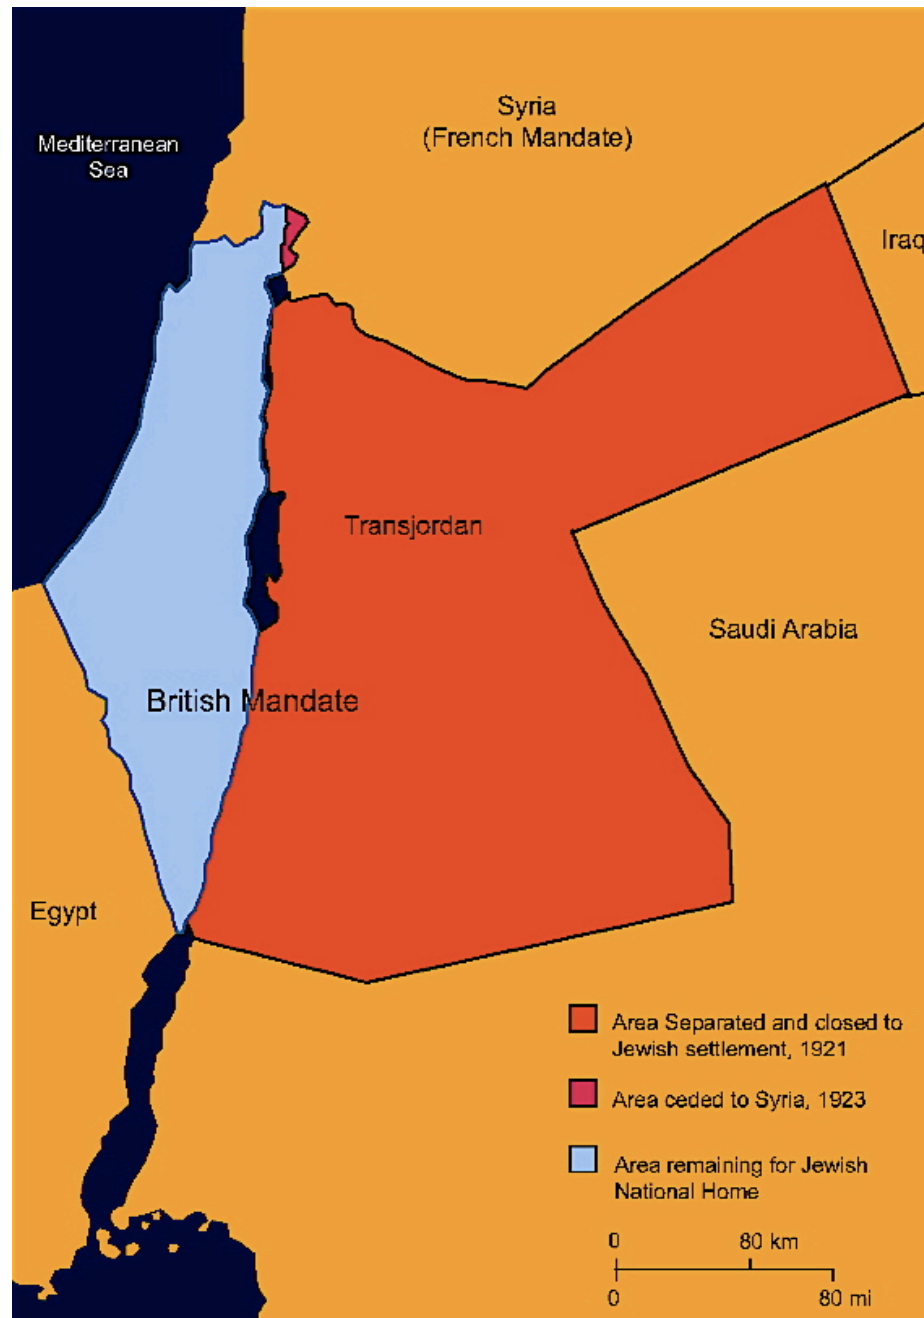 Syria
(French Mandate)
Mediterranean
Sea
Iraq
Transjordan
Saudi Arabia
British Mandate
Egypt
Area Separated and closed to
Jewish settlement, 1921
Area ceded to Syria, 1923
Area remaining for Jewish
National Home
0 80 km
0 80 mi